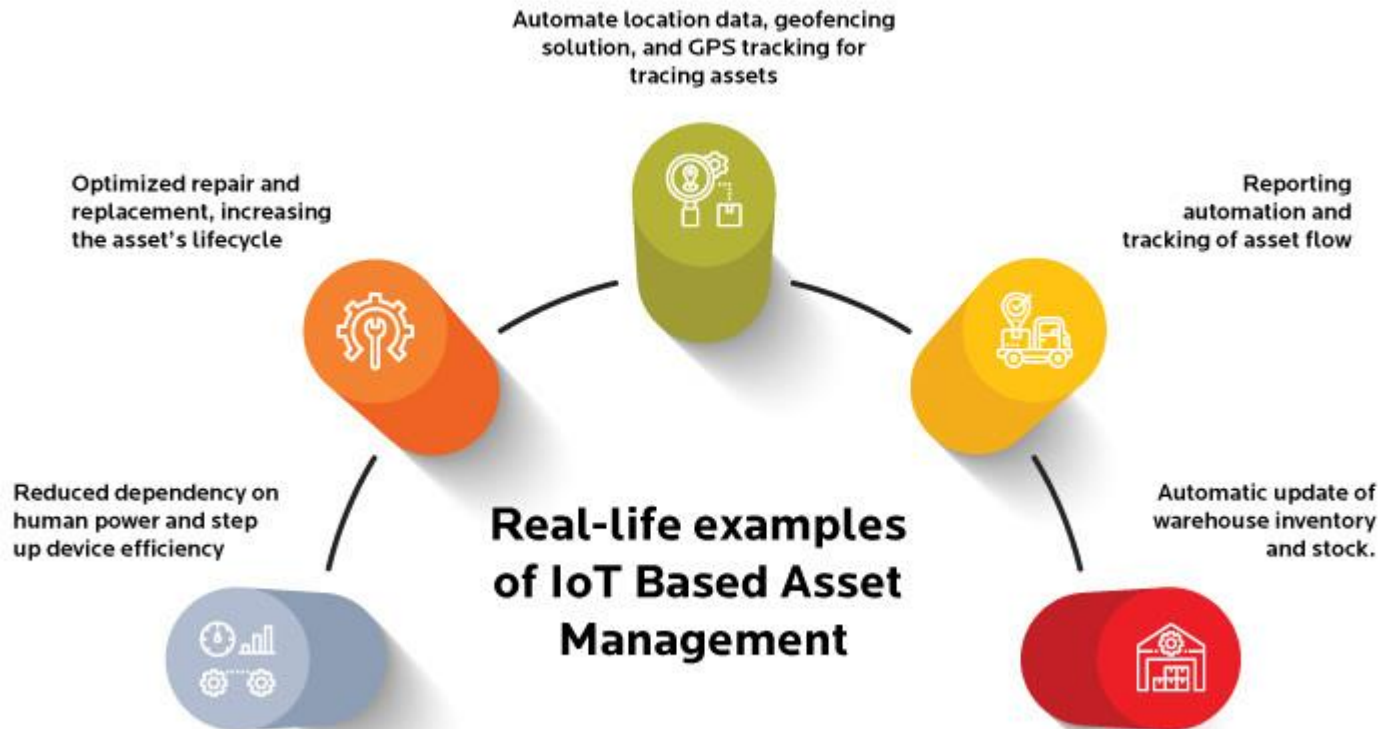 Automate location data, geofencing
solution, and GPS tracking for
tracing assets
Optimized repair and
replacement, increasing
the asset's lifecycle
Reporting
automation and
tracking of asset flow
Reduced dependency on
human power and step
up device efficiency
Real-life examples
of IoT Based Asset
Management
Automatic update of
warehouse inventory
and stock.